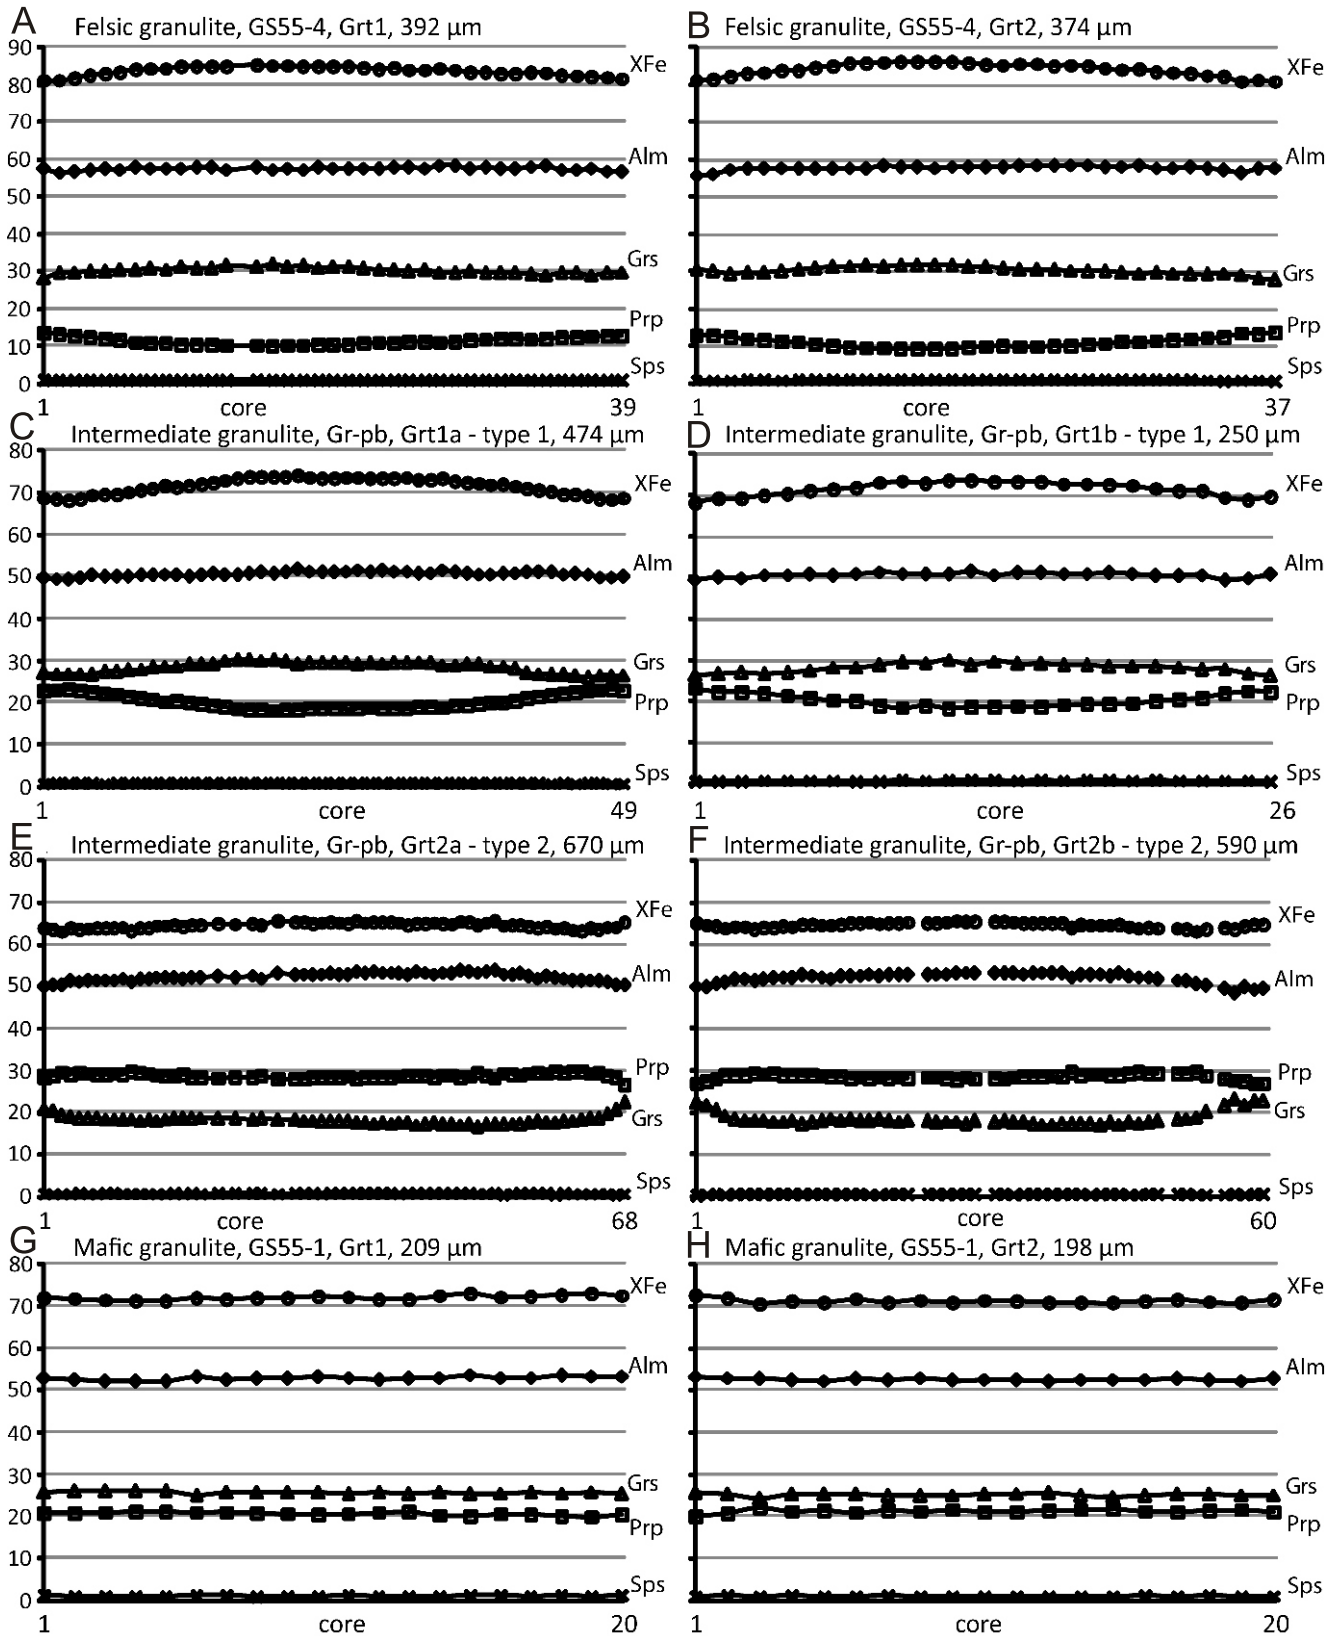 A Felsic granulite, GS55-4, Grt1, 392 µm
90
80
70
60
50
40
30
20
10
0
XFe
Alm
Grs
Prp
Sps
1 core 39
B Felsic granulite, GS55-4, Grt2, 374 µm
XFe
Alm
Grs
Prp
Sps
1 core 37
C Intermediate granulite, Gr-pb, Grt1a - type 1, 474 µm
80
70
60
50
40
30
20
10
0
XFe
Alm
Grs
Prp
Sps
1 core 49
D Intermediate granulite, Gr-pb, Grt1b - type 1, 250 µm
XFe
Alm
Grs
Prp
Sps
1 core 26
E Intermediate granulite, Gr-pb, Grt2a - type 2, 670 µm
80
70
60
50
40
30
20
10
0
XFe
Alm
Prp
Grs
Sps
1 core 68
F Intermediate granulite, Gr-pb, Grt2b - type 2, 590 µm
XFe
Alm
Prp
Grs
Sps
1 core 60
G Mafic granulite, GS55-1, Grt1, 209 µm
80
70
60
50
40
30
20
10
0
XFe
Alm
Grs
Prp
Sps
1 core 20
H Mafic granulite, GS55-1, Grt2, 198 µm
XFe
Alm
Grs
Prp
Sps
1 core 20